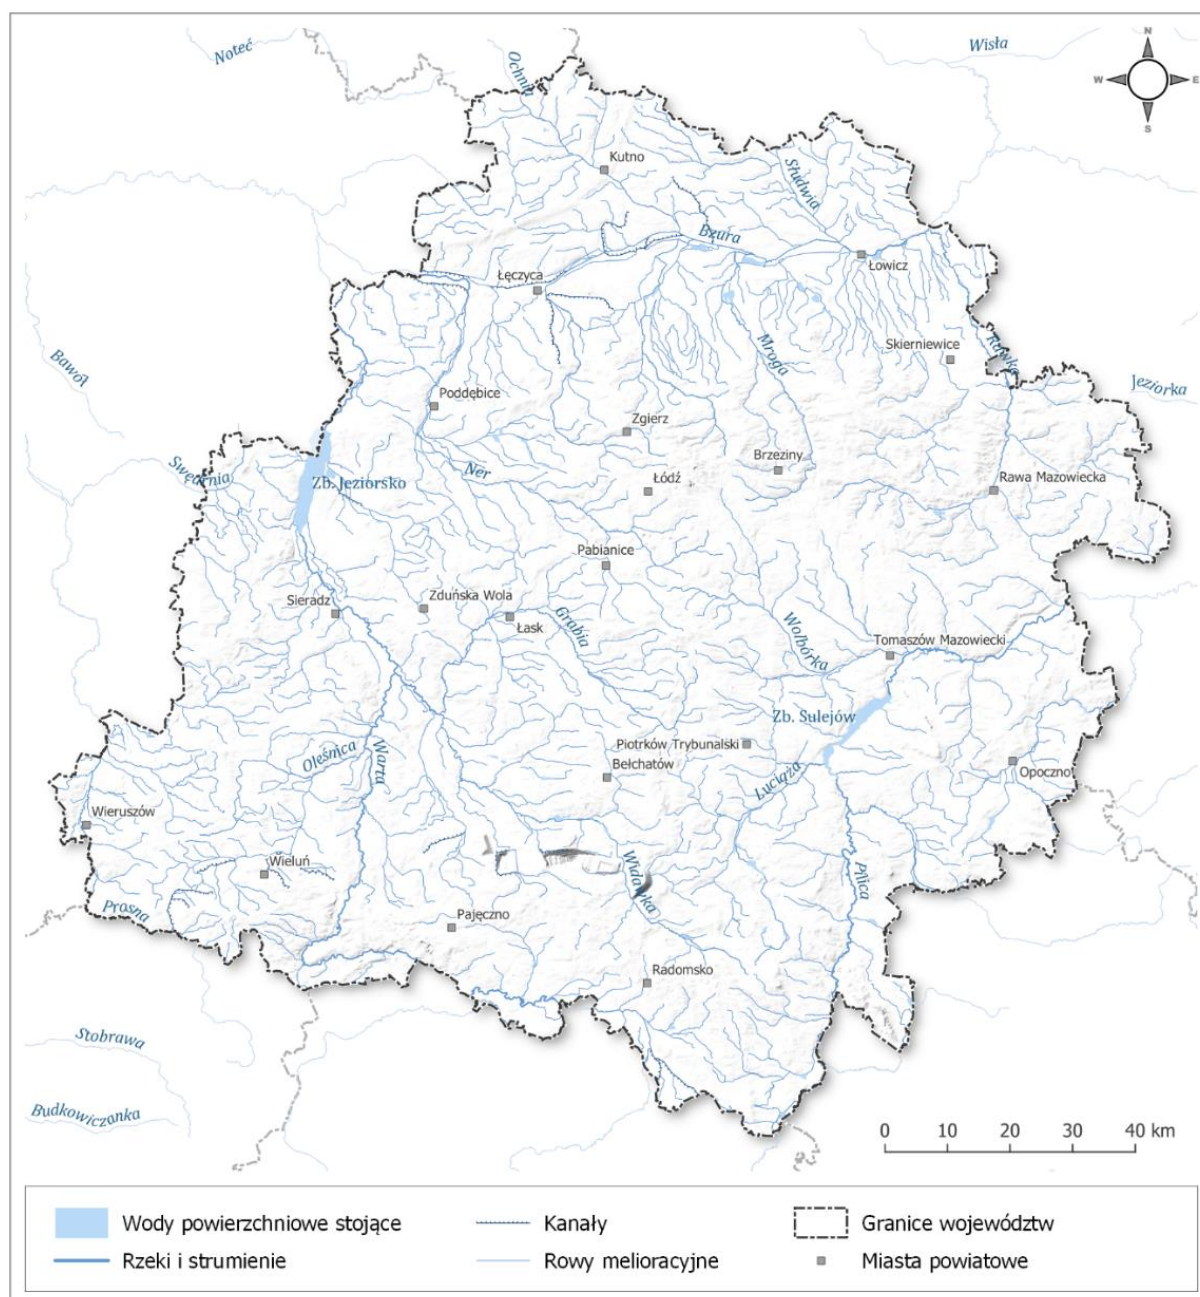 Noteć
Ochnia
Wisła
N
W
E
S
Kutno
Słudwia
Bzura
Łowicz
Łęczyca
Skierniewice
Rawka
Mroga
Bawół
Jeziorka
Poddębice
Zgierz
Brzeziny
Ner
Swędrnia
Zb. Jeziorsko
Łódź
Rawa Mazowiecka
Pabianice
Zduńska Wola
Sieradz
Łask
Grabia
Wolbórka
Tomaszów Mazowiecki
Zb. Sulejów
Oleśnica
Warta
Piotrków Trybunalski
Bełchatów
Luciąża
Opoczno
Wieruszów
Wieluń
Widawka
Pilica
Prosna
Pajęczno
Radomsko
Stobrawa
Budkowiczanka
0 10 20 30 40 km
Wody powierzchniowe stojące
Kanały
Granice województw
Rzeki i strumienie
Rowy melioracyjne
Miasta powiatowe